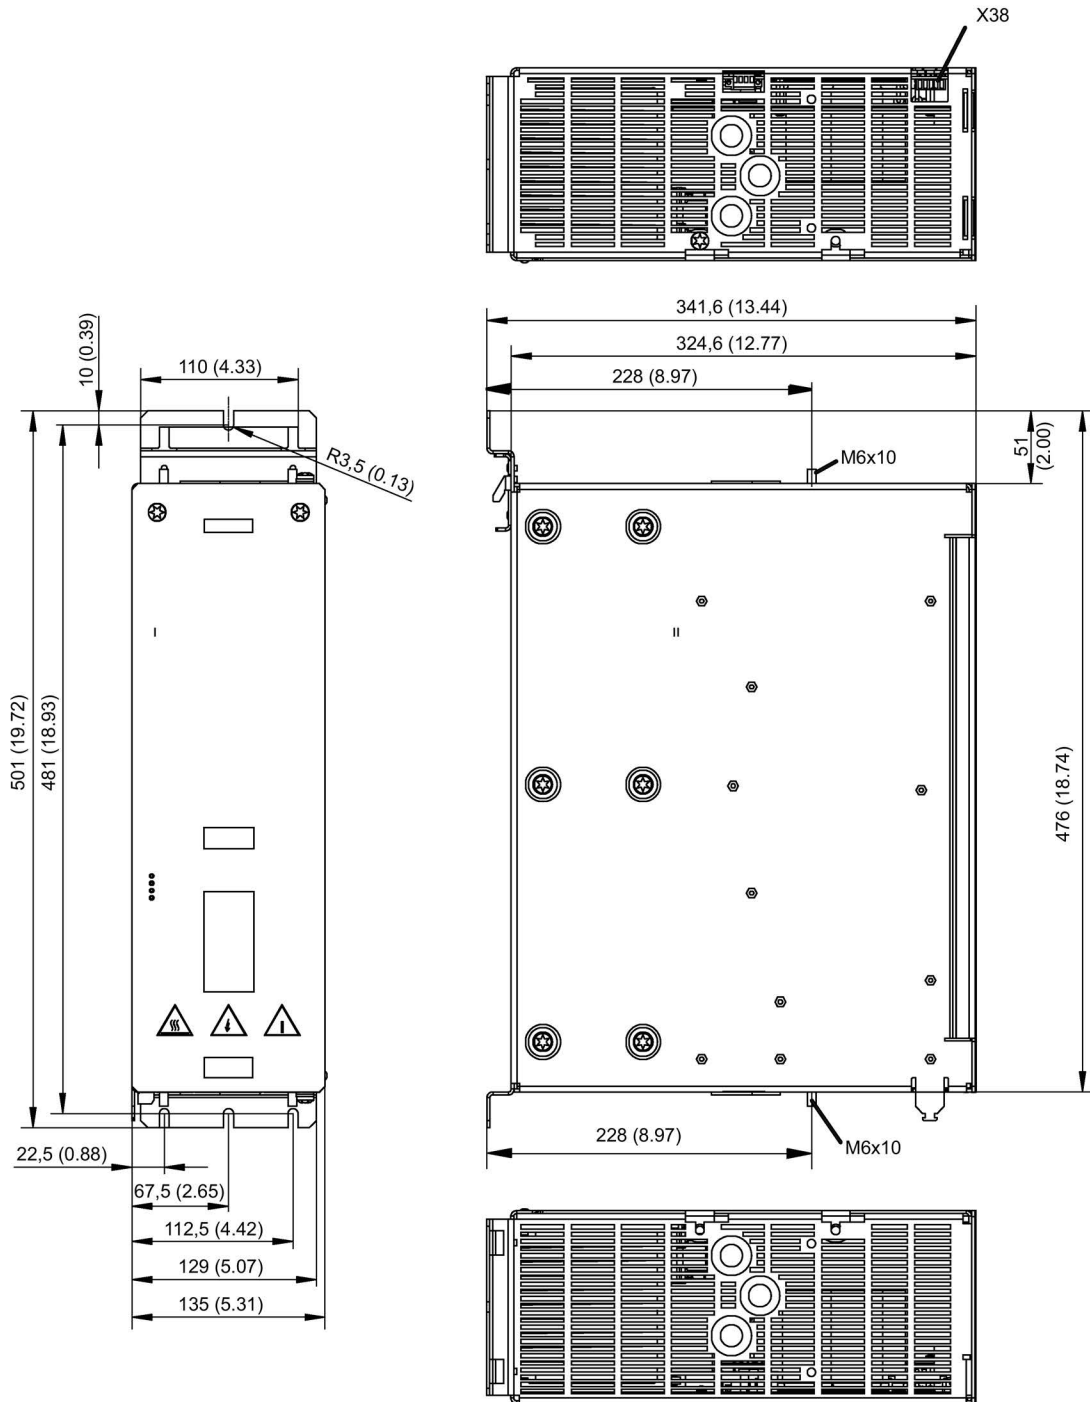 X38
341,6 (13.44)
324,6 (12.77)
228 (8.97)
10 (0.39)
110 (4.33)
R3,5 (0.13)
51
(2.00)
M6x10
I
II
501 (19.72)
481 (18.93)
476 (18.74)
228 (8.97)
M6x10
22,5 (0.88)
67,5 (2.65)
112,5 (4.42)
129 (5.07)
135 (5.31)